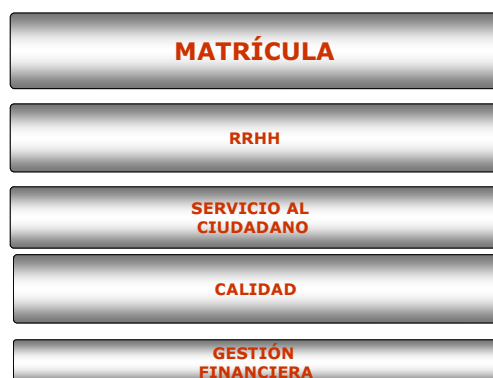 MATRÍCULA
RRHH
SERVICIO AL
CIUDADANO
CALIDAD
GESTIÓN
FINANCIERA